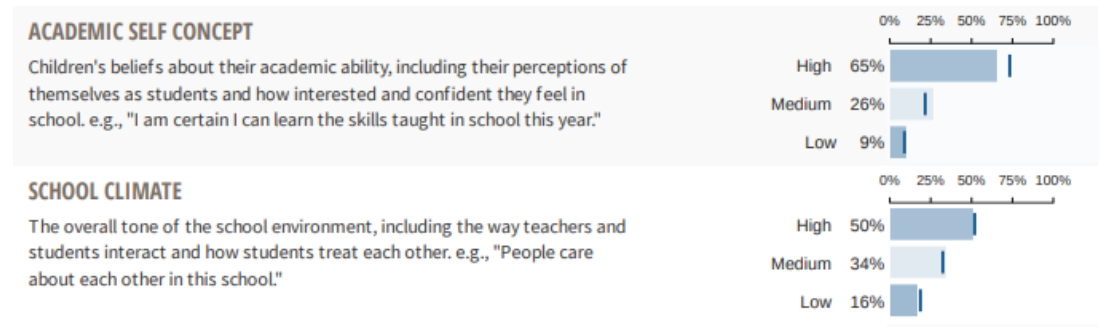 ACADEMIC SELF CONCEPT
Children's beliefs about their academic ability, including their perceptions of
themselves as students and how interested and confident they feel in
school. e.g., "I am certain I can learn the skills taught in school this year."
0% 25% 50% 75% 100%
High 65%
Medium 26%
Low 9%
SCHOOL CLIMATE
The overall tone of the school environment, including the way teachers and
students interact and how students treat each other. e.g., "People care
about each other in this school."
0% 25% 50% 75% 100%
High 50%
Medium 34%
Low 16%